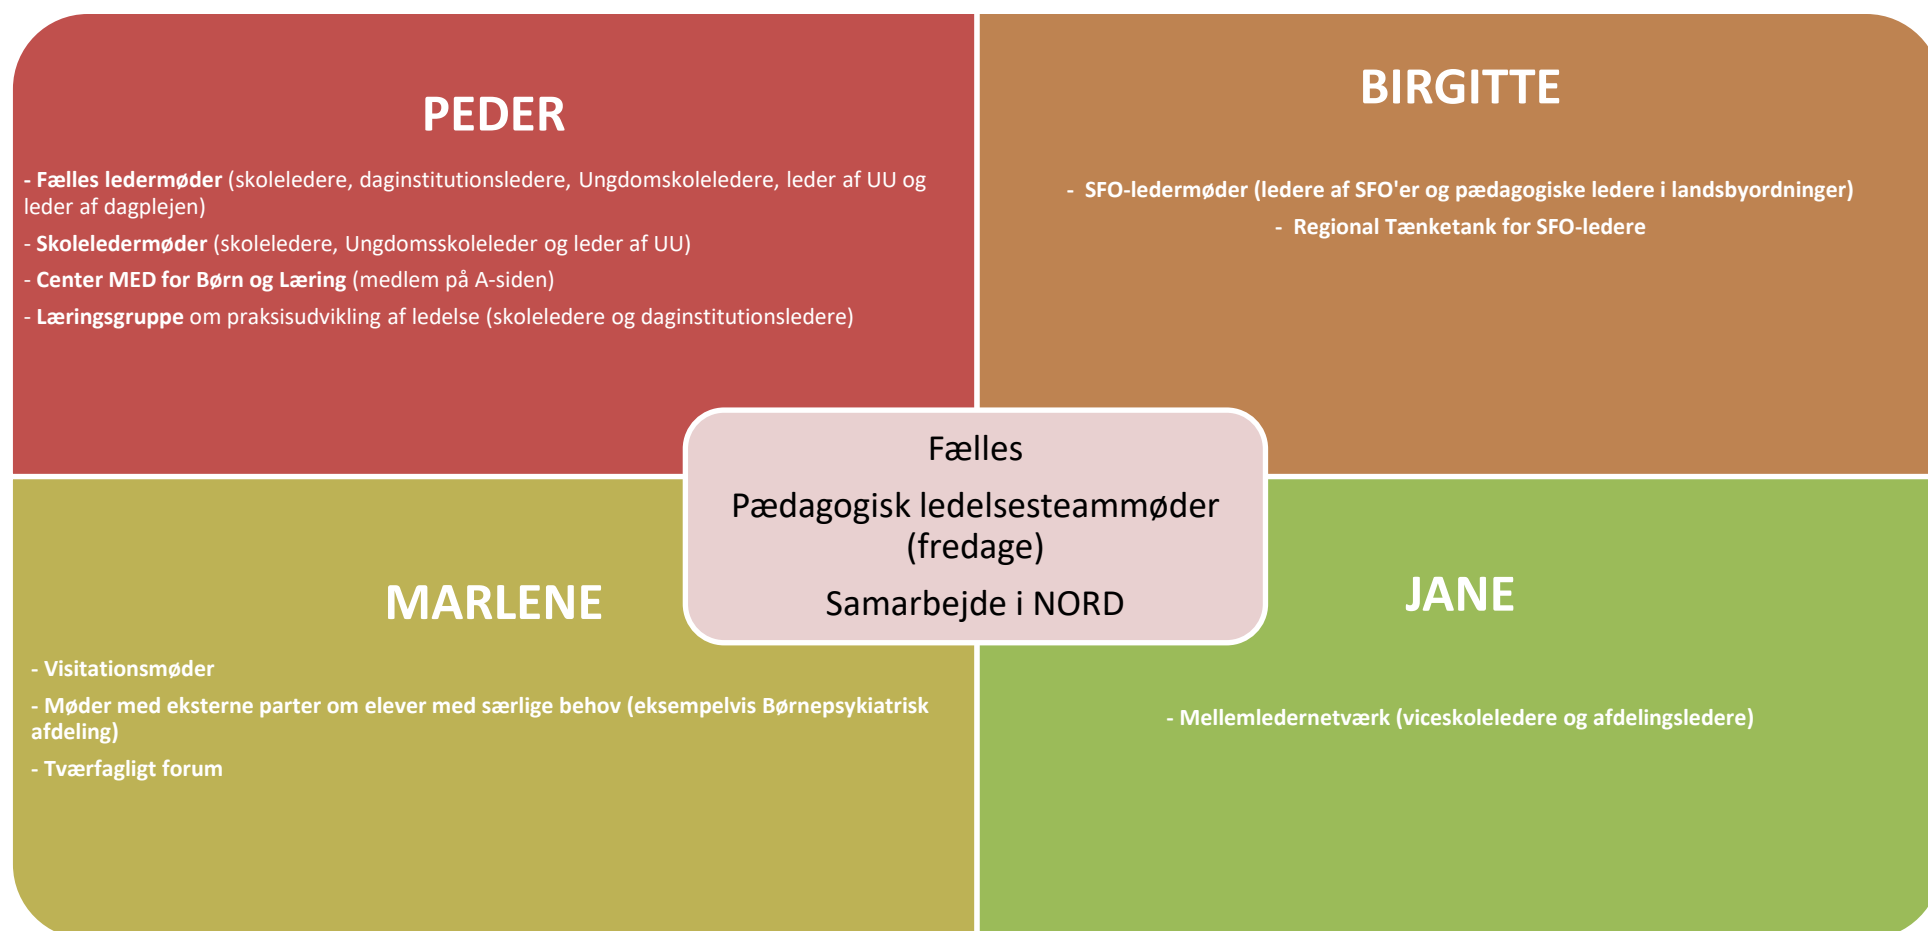 PEDER
- Fælles ledermøder (skoleledere, daginstitutionsledere, Ungdomskoleledere, leder af UU og
leder af dagplejen)
- Skoleledermøder (skoleledere, Ungdomsskoleleder og leder af UU)
- Center MED for Børn og Læring (medlem på A-siden)
- Læringsgruppe om praksisudvikling af ledelse (skoleledere og daginstitutionsledere)
BIRGITTE
- SFO-ledermøder (ledere af SFO'er og pædagogiske ledere i landsbyordninger)
- Regional Tænketank for SFO-ledere
Fælles
Pædagogisk ledelsesteammøder
(fredage)
Samarbejde i NORD
MARLENE
- Visitationsmøder
- Møder med eksterne parter om elever med særlige behov (eksempelvis Børnepsykiatrisk
afdeling)
- Tværfagligt forum
JANE
- Mellemledernetværk (viceskoleledere og afdelingsledere)